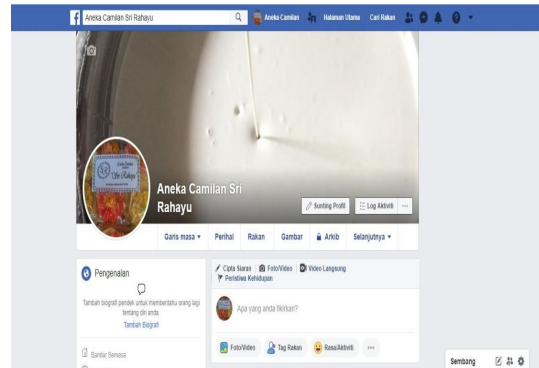 Aneka Camilan Sri Rahayu
Aneka Camilan Halaman Utama Cari Rakan
Sri Rahayu
Aneka Camilan Sri
Rahayu
Sunting Profil Log Aktiviti ...
Garis masa Perihal Rakan Gambar Arkib Selanjutnya
Pengenalan
Tambah biografi pendek untuk memberitahu orang lagi
tentang diri anda.
Tambah Biografi
Bandar Semasa
Cipta Siaran Foto/Video Video Langsung
Peristiwa Kehidupan
Apa yang anda fikirkan?
Foto/Video Tag Rakan Rasa/Aktiviti ...
Sembang